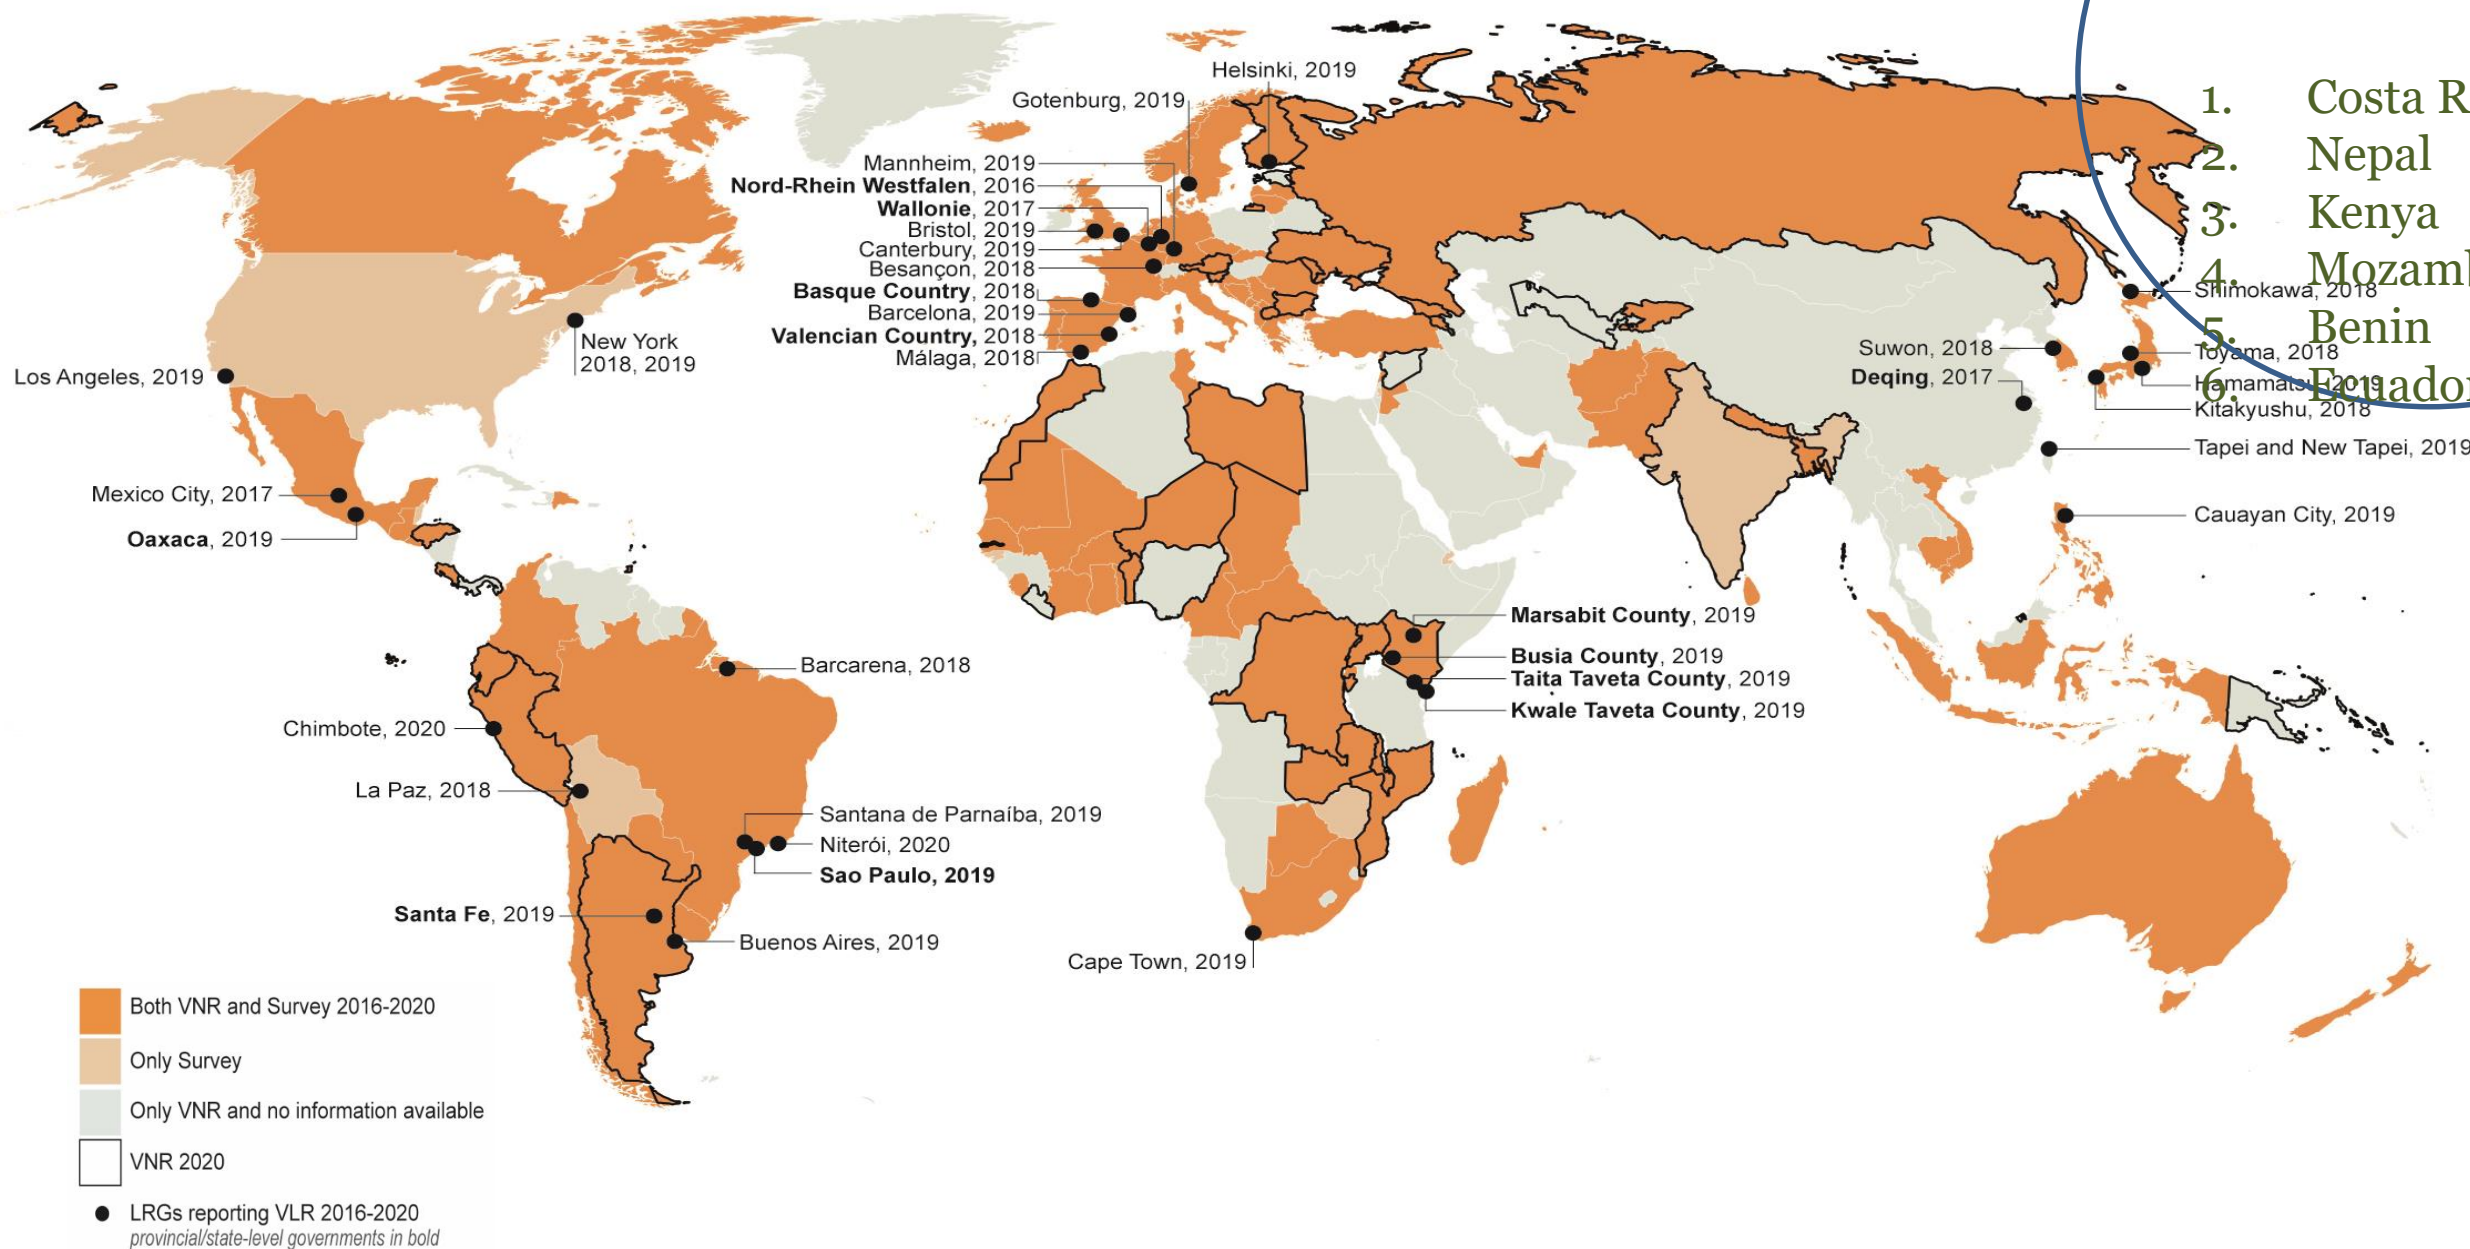 Helsinki, 2019
Gotenburg, 2019
Mannheim, 2019
Nord-Rhein Westfalen, 2016
Wallonie, 2017
Bristol, 2019
Canterbury, 2019
Besançon, 2018
Basque Country, 2018
Barcelona, 2019
Valencian Country, 2018
Málaga, 2018
New York
2018, 2019
Los Angeles, 2019
Mexico City, 2017
Oaxaca, 2019
Barcarena, 2018
Chimbote, 2020
La Paz, 2018
Santana de Parnaíba, 2019
Niterói, 2020
Sao Paulo, 2019
Santa Fe, 2019
Buenos Aires, 2019
Cape Town, 2019
Marsabit County, 2019
Busia County, 2019
Taita Taveta County, 2019
Kwale Taveta County, 2019
1. Costa R
2. Nepal
3. Kenya
4. Mozamb
5. Benin
6. Ecuador
Shimokawa, 2018
Suwon, 2018
Toyama, 2018
Deqing, 2017
Hamamatsu, 2019
Kitakyushu, 2018
Tapei and New Tapei, 2019
Cauayan City, 2019
Both VNR and Survey 2016-2020
Only Survey
Only VNR and no information available
VNR 2020
LRGs reporting VLR 2016-2020
provincial/state-level governments in bold